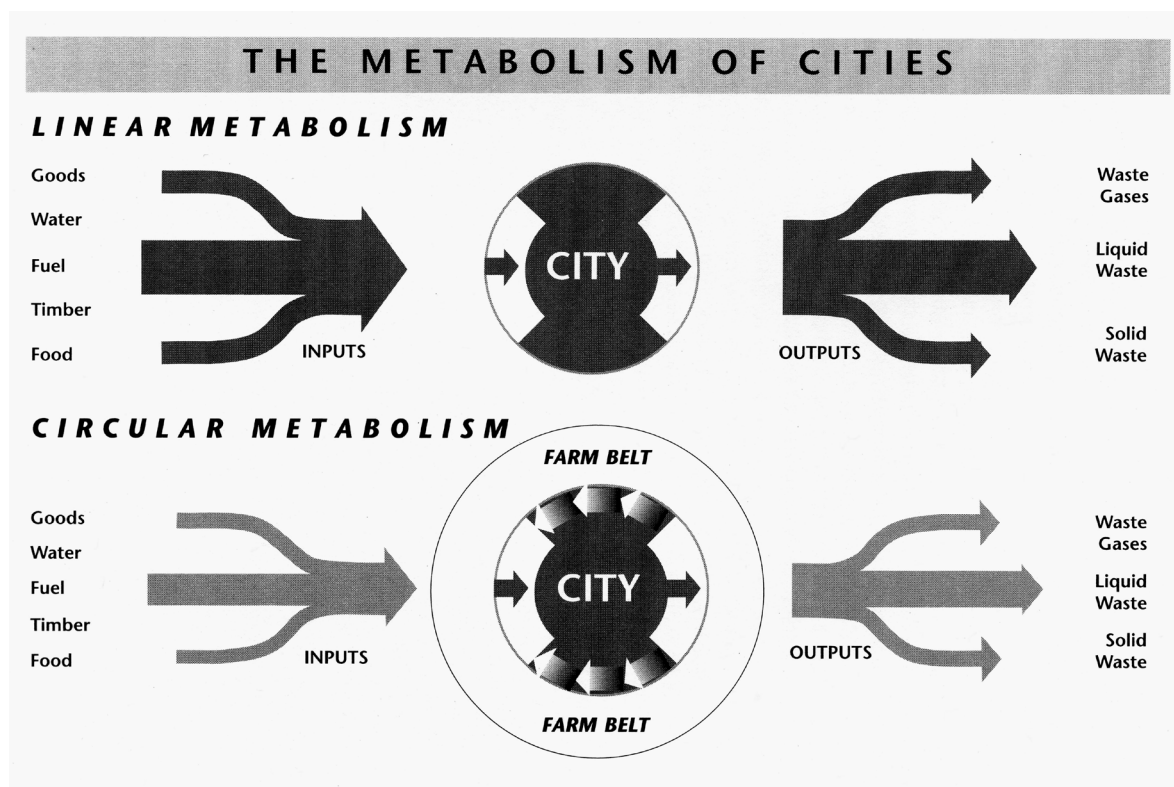 THE METABOLISM OF CITIES
LINEAR METABOLISM
Goods
Water
Fuel
Timber
Food
INPUTS
CITY
OUTPUTS
Waste
Gases
Liquid
Waste
Solid
Waste
CIRCULAR METABOLISM
FARM BELT
Goods
Water
Fuel
Timber
Food
INPUTS
CITY
FARM BELT
OUTPUTS
Waste
Gases
Liquid
Waste
Solid
Waste